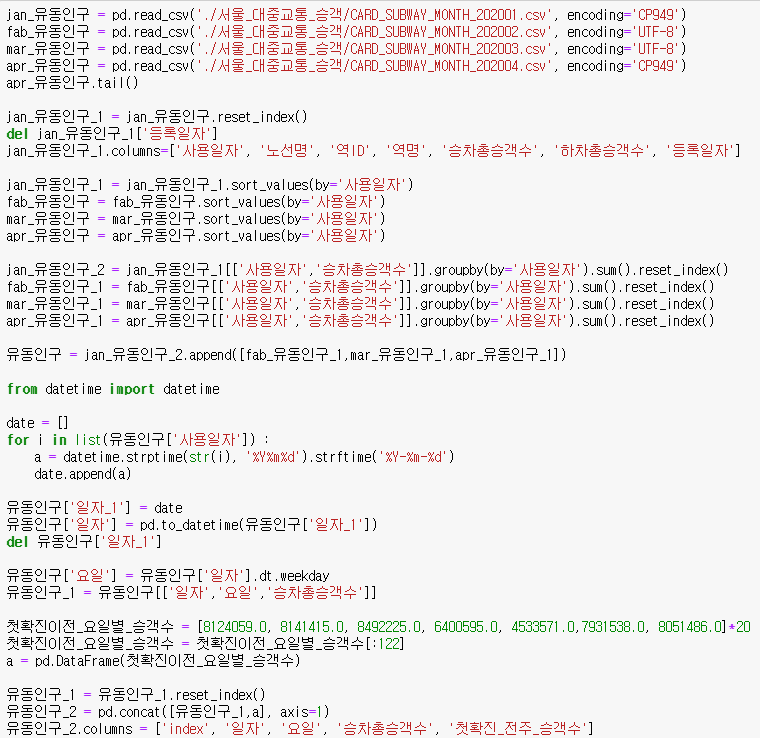 jan_유동인구 = pd.read_csv('./서울_대중교통_승객/CARD_SUBWAY_MONTH_202001.csv', encoding='CP949')
fab_유동인구 = pd.read_csv('./서울_대중교통_승객/CARD_SUBWAY_MONTH_202002.csv', encoding='UTF-8')
mar_유동인구 = pd.read_csv('./서울_대중교통_승객/CARD_SUBWAY_MONTH_202003.csv', encoding='UTF-8')
apr_유동인구 = pd.read_csv('./서울_대중교통_승객/CARD_SUBWAY_MONTH_202004.csv', encoding='CP949')
apr_유동인구.tail()
jan_유동인구_1 = jan_유동인구.reset_index()
del jan_유동인구_1['등록일자']
jan_유동인구_1.columns=['사용일자', '노선명', '역ID', '역명', '승차총승객수', '하차총승객수', '등록일자']
jan_유동인구_1 = jan_유동인구_1.sort_values(by='사용일자')
fab_유동인구 = fab_유동인구.sort_values(by='사용일자')
mar_유동인구 = mar_유동인구.sort_values(by='사용일자')
apr_유동인구 = apr_유동인구.sort_values(by='사용일자')
jan_유동인구_2 = jan_유동인구_1[['사용일자','승차총승객수']].groupby(by='사용일자').sum().reset_index()
fab_유동인구_1 = fab_유동인구[['사용일자','승차총승객수']].groupby(by='사용일자').sum().reset_index()
mar_유동인구_1 = mar_유동인구[['사용일자','승차총승객수']].groupby(by='사용일자').sum().reset_index()
apr_유동인구_1 = apr_유동인구[['사용일자','승차총승객수']].groupby(by='사용일자').sum().reset_index()
유동인구 = jan_유동인구_2.append([fab_유동인구_1,mar_유동인구_1,apr_유동인구_1])
from datetime import datetime
date = []
for i in list(유동인구['사용일자']) :
    a = datetime.strptime(str(i), '%Y%m%d').strftime('%Y-%m-%d')
    date.append(a)
유동인구['일자_1'] = date
유동인구['일자'] = pd.to_datetime(유동인구['일자_1'])
del 유동인구['일자_1']
유동인구['요일'] = 유동인구['일자'].dt.weekday
유동인구_1 = 유동인구[['일자','요일','승차총승객수']]
첫확진이전_요일별_승객수 = [8124059.0, 8141415.0, 8492225.0, 6400595.0, 4533571.0,7931538.0, 8051486.0]*20
첫확진이전_요일별_승객수 = 첫확진이전_요일별_승객수[:122]
a = pd.DataFrame(첫확진이전_요일별_승객수)
유동인구_1 = 유동인구_1.reset_index()
유동인구_2 = pd.concat([유동인구_1,a], axis=1)
유동인구_2.columns = ['index', '일자', '요일', '승차총승객수', '첫확진_전주_승객수']